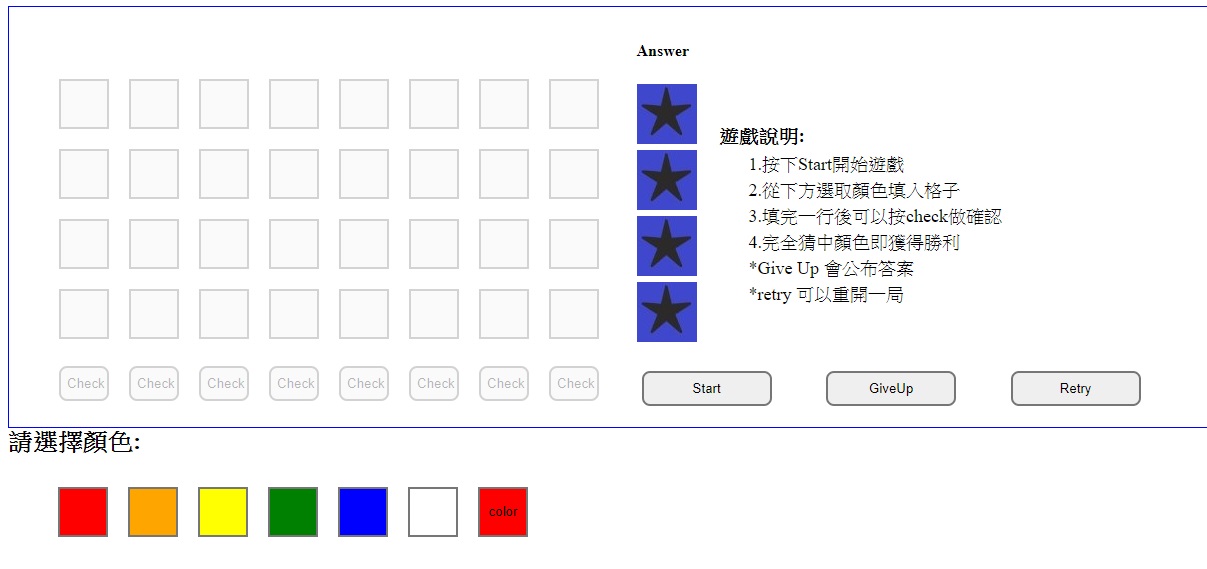 Answer
遊戲說明:
1.按下Start開始遊戲
2.從下方選取顏色填入格子
3.填完一行後可以按check做確認
4.完全猜中顏色即獲得勝利
*Give Up 會公布答案
*retry 可以重開一局
Check Check Check Check Check Check Check Check
Start GiveUp Retry
請選擇顏色:
color